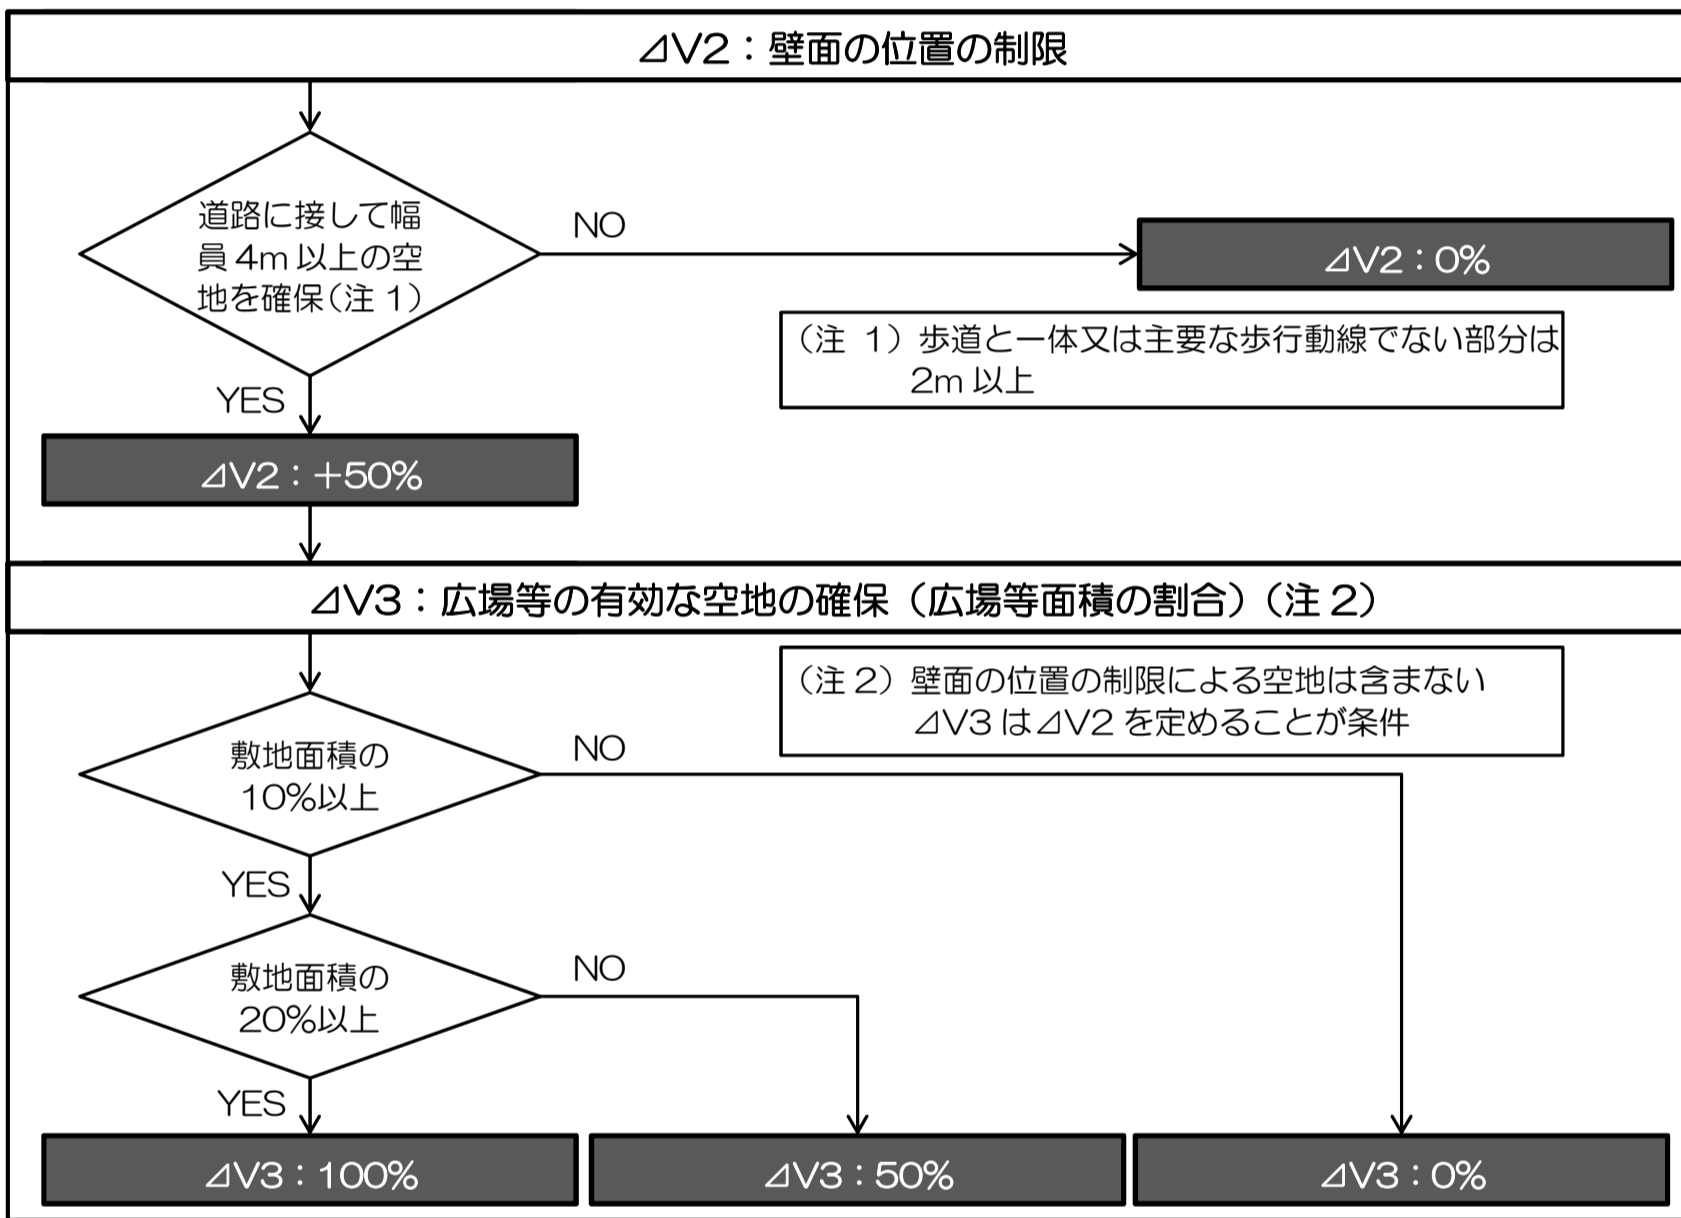 ⊿V2：壁面の位置の制限
道路に接して幅
員 4m 以上の空
地を確保（注 1）
NO
⊿V2：0%
（注 1）歩道と一体又は主要な歩行動線でない部分は
2m 以上
YES
⊿V2：+50%
⊿V3：広場等の有効な空地の確保（広場等面積の割合）（注 2）
（注 2）壁面の位置の制限による空地は含まない
⊿V3 は⊿V2 を定めることが条件
敷地面積の
10%以上
NO
YES
敷地面積の
20%以上
NO
YES
⊿V3：100%
⊿V3：50%
⊿V3：0%